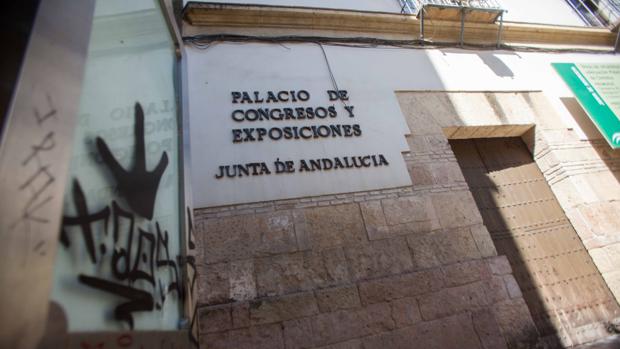 PALACIO DE
CONGRESOS Y
EXPOSICIONES
JUNTA DE ANDALUCIA